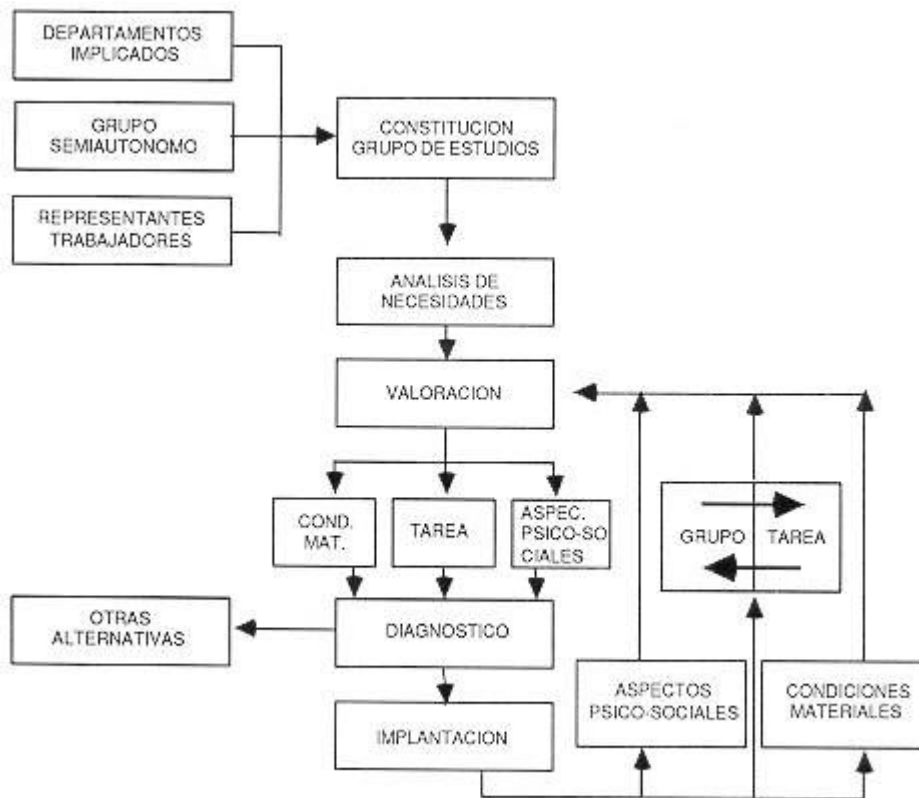 DEPARTAMENTOS
IMPLICADOS
GRUPO
SEMIAUTONOMO
REPRESENTANTES
TRABAJADORES
CONSTITUCION
GRUPO DE ESTUDIOS
ANALISIS DE
NECESIDADES
VALORACION
COND.
MAT.
TAREA
ASPEC.
PSICO-SO
CIALES
GRUPO
TAREA
OTRAS
ALTERNATIVAS
DIAGNOSTICO
ASPECTOS
PSICO-SOCIALES
CONDICIONES
MATERIALES
IMPLANTACION